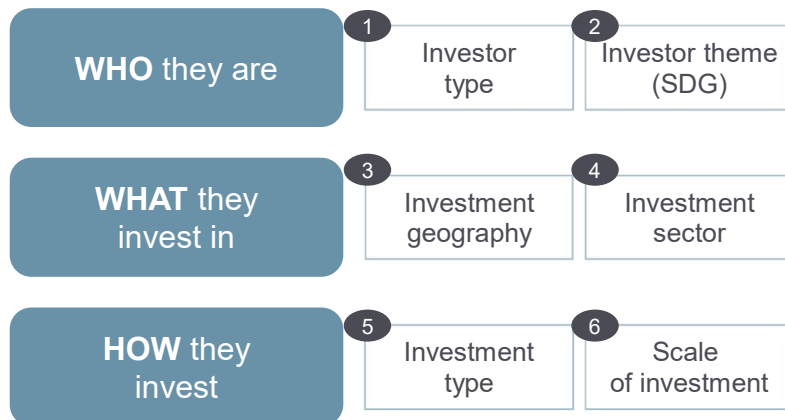 WHO they are
1
Investor
type
2
Investor theme
(SDG)
WHAT they
invest in
3
Investment
geography
4
Investment
sector
HOW they
invest
5
Investment
type
6
Scale
of investment